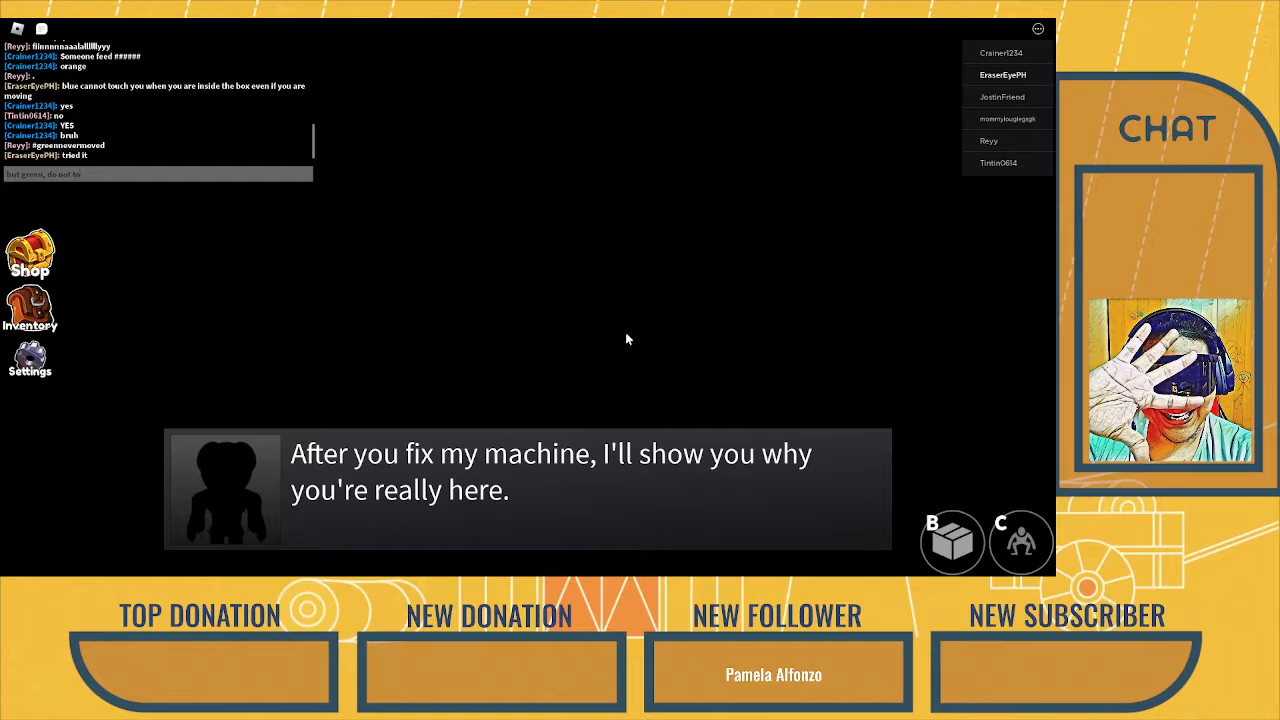 [Reyy]: fiinnnnnaaalallllllyyy
[Crainer1234]: Someone feed ######
[Crainer1234]: orange
[Reyy]: .
[EraserEyePH]: blue cannot touch you when you are inside the box even if you are
moving
[Crainer1234]: yes
[Tintin0614]: no
[Crainer1234]: YES
[Crainer1234]: bruh
[Reyy]: #greennevermoved
[EraserEyePH]: tried it
but green, do not to
Crainer1234
EraserEyePH
JostinFriend
Reyy
Tintin0614
CHAT
Shop
Inventory
Settings
After you fix my machine, I'll show you why
you're really here.
B
C
TOP DONATION
NEW DONATION
NEW FOLLOWER
NEW SUBSCRIBER
Pamela Alfonzo